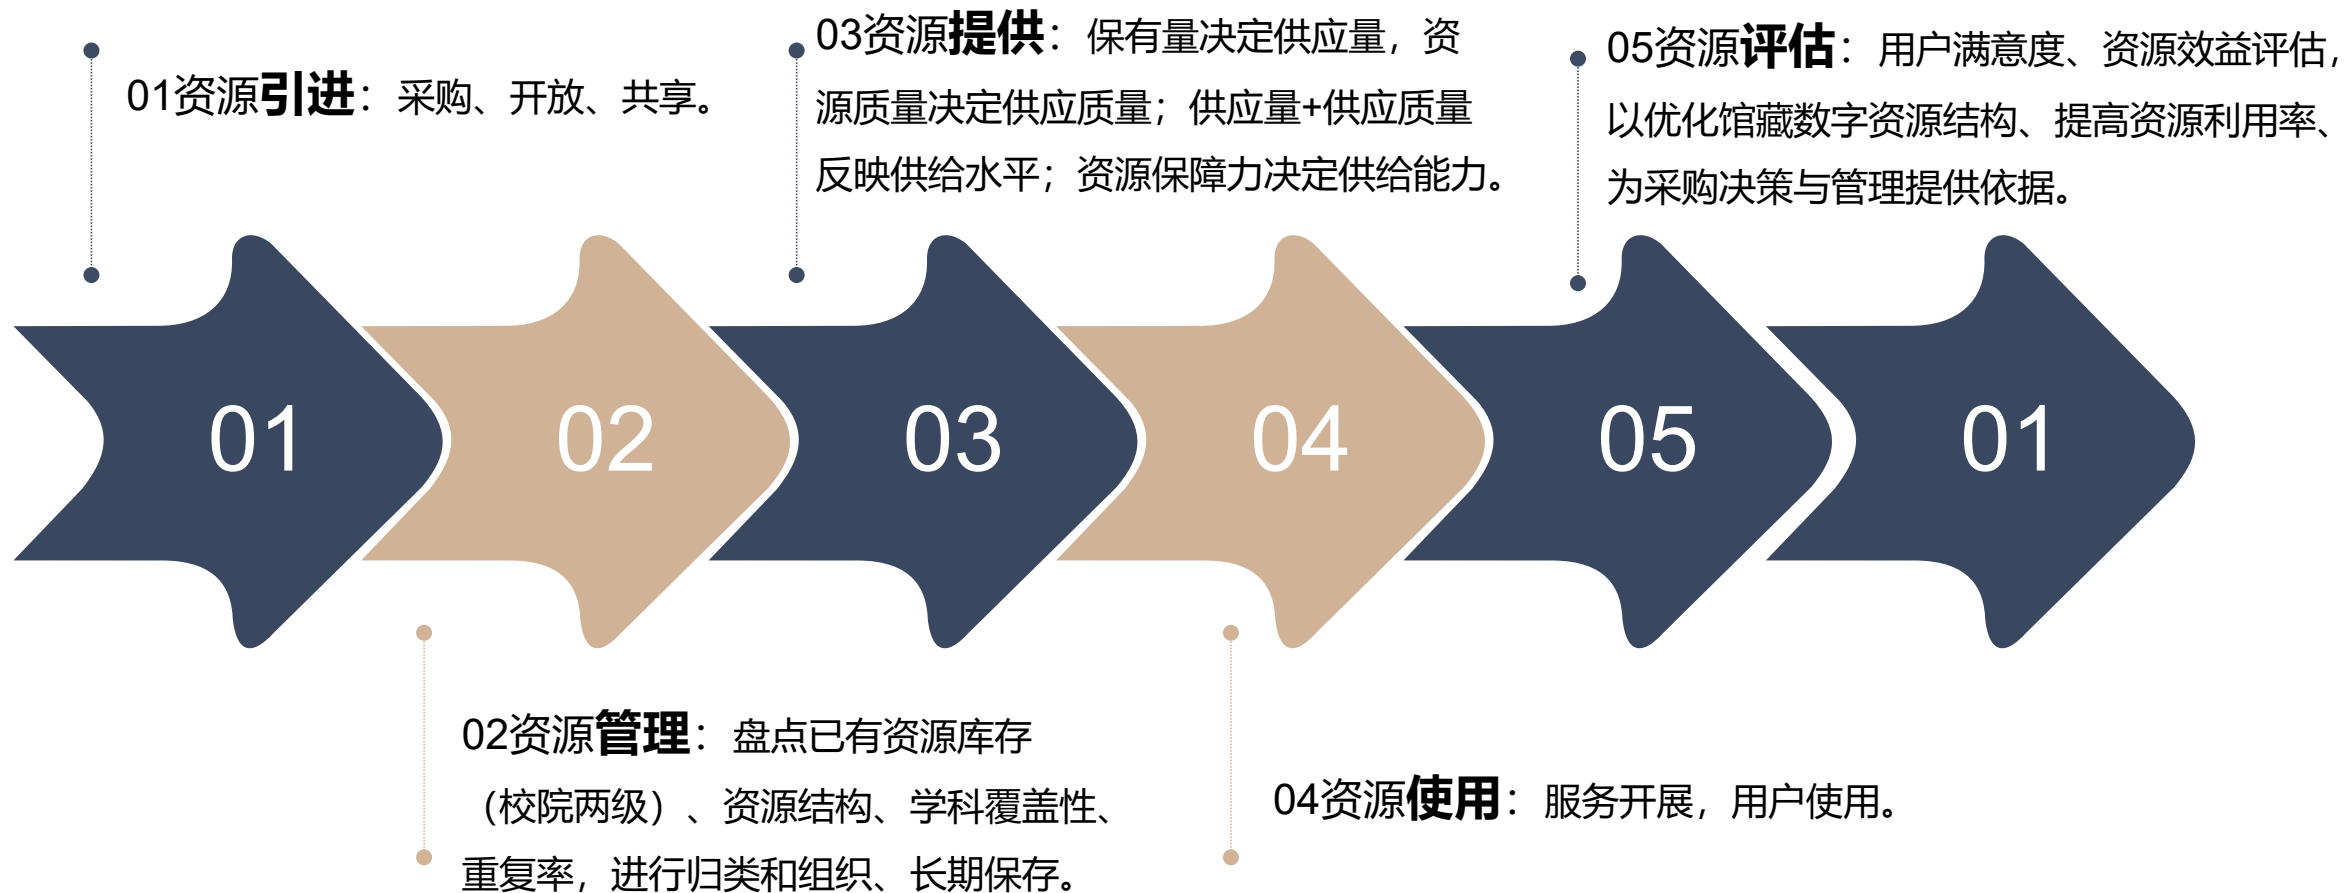 01资源引进：采购、开放、共享。
03资源提供：保有量决定供应量，资
源质量决定供应质量；供应量+供应质量
反映供给水平；资源保障力决定供给能力。
05资源评估：用户满意度、资源效益评估，
以优化馆藏数字资源结构、提高资源利用率、
为采购决策与管理提供依据。
01
02
03
04
05
01
02资源管理：盘点已有资源库存
（校院两级）、资源结构、学科覆盖性、
重复率，进行归类和组织、长期保存。
04资源使用：服务开展，用户使用。